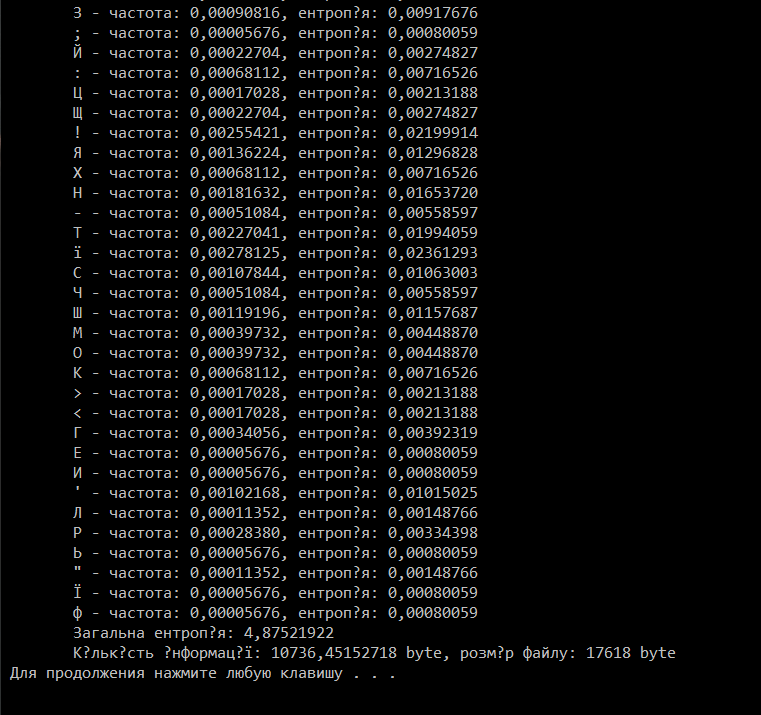 З - частота: 0,00090816, ентроп?я: 0,00917676
; - частота: 0,00005676, ентроп?я: 0,00080059
Й - частота: 0,00022704, ентроп?я: 0,00274827
: - частота: 0,00068112, ентроп?я: 0,00716526
Ц - частота: 0,00017028, ентроп?я: 0,00213188
Щ - частота: 0,00022704, ентроп?я: 0,00274827
! - частота: 0,00255421, ентроп?я: 0,02199914
Я - частота: 0,00136224, ентроп?я: 0,01296828
Х - частота: 0,00068112, ентроп?я: 0,00716526
Н - частота: 0,00181632, ентроп?я: 0,01653720
- - частота: 0,00051084, ентроп?я: 0,00558597
Т - частота: 0,00227041, ентроп?я: 0,01994059
ї - частота: 0,00278125, ентроп?я: 0,02361293
С - частота: 0,00107844, ентроп?я: 0,01063003
Ч - частота: 0,00051084, ентроп?я: 0,00558597
Ш - частота: 0,00119196, ентроп?я: 0,01157687
М - частота: 0,00039732, ентроп?я: 0,00448870
О - частота: 0,00039732, ентроп?я: 0,00448870
К - частота: 0,00068112, ентроп?я: 0,00716526
> - частота: 0,00017028, ентроп?я: 0,00213188
< - частота: 0,00017028, ентроп?я: 0,00213188
Г - частота: 0,00034056, ентроп?я: 0,00392319
Е - частота: 0,00005676, ентроп?я: 0,00080059
И - частота: 0,00005676, ентроп?я: 0,00080059
' - частота: 0,00102168, ентроп?я: 0,01015025
Л - частота: 0,00011352, ентроп?я: 0,00148766
Р - частота: 0,00028380, ентроп?я: 0,00334398
Ь - частота: 0,00005676, ентроп?я: 0,00080059
" - частота: 0,00011352, ентроп?я: 0,00148766
Ї - частота: 0,00005676, ентроп?я: 0,00080059
ф - частота: 0,00005676, ентроп?я: 0,00080059
Загальна ентроп?я: 4,87521922
К?льк?сть ?нформац?ї: 10736,45152718 byte, розм?р файлу: 17618 byte
Для продолжения нажмите любую клавишу . . .